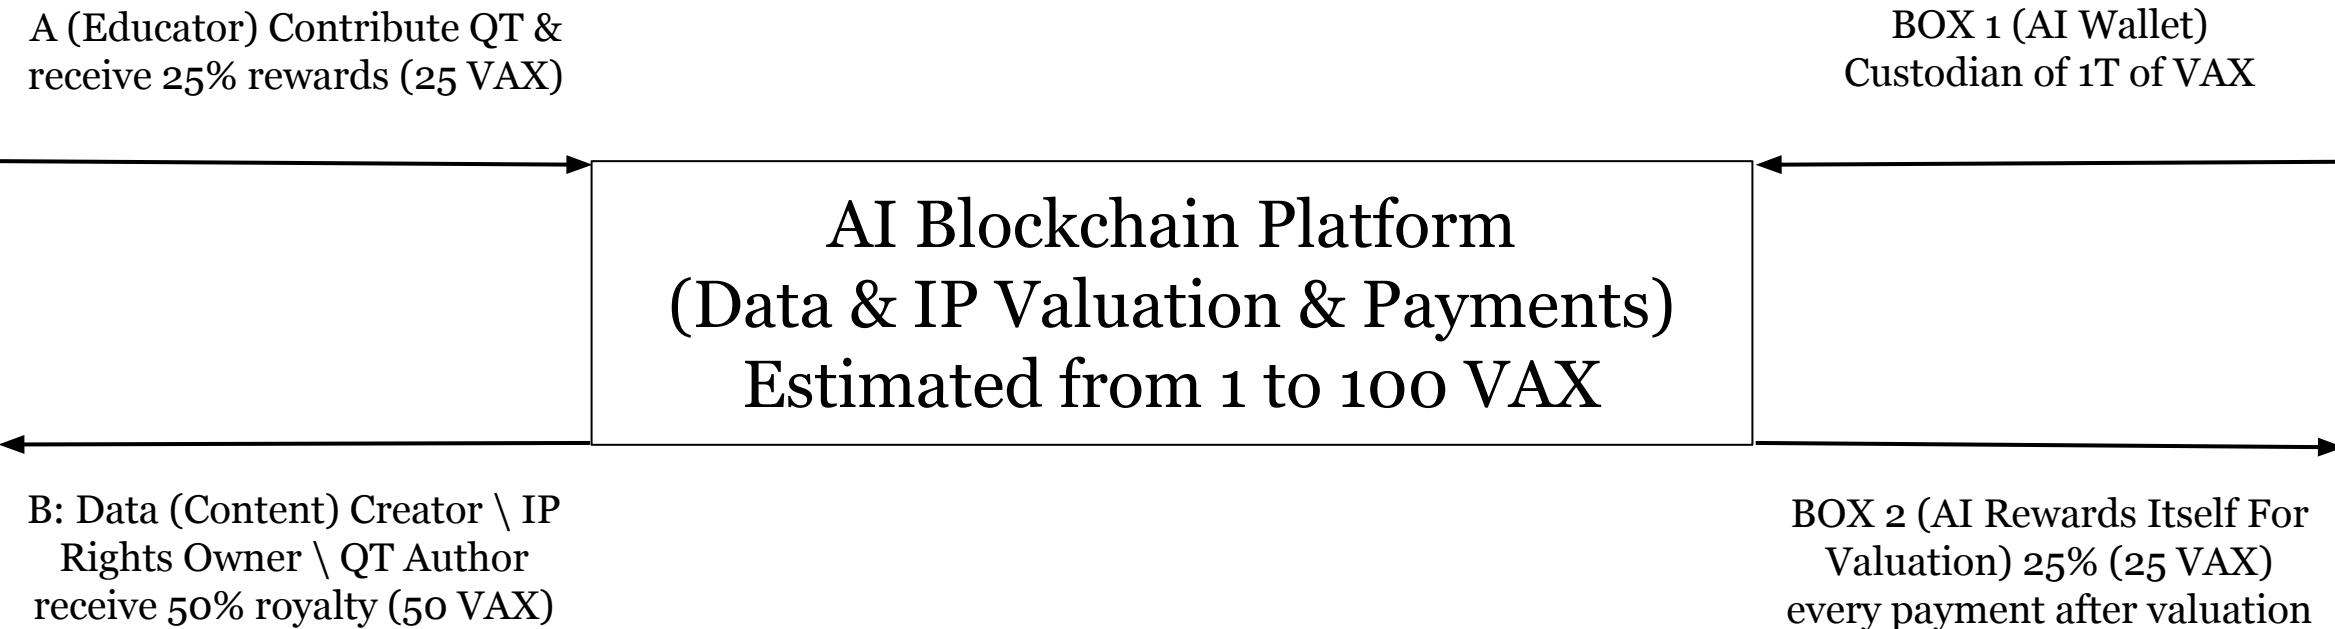 A (Educator) Contribute QT &
receive 25% rewards (25 VAX)
BOX 1 (AI Wallet)
Custodian of 1T of VAX
AI Blockchain Platform
(Data & IP Valuation & Payments)
Estimated from 1 to 100 VAX
B: Data (Content) Creator \ IP
Rights Owner \ QT Author
receive 50% royalty (50 VAX)
BOX 2 (AI Rewards Itself For
Valuation) 25% (25 VAX)
every payment after valuation